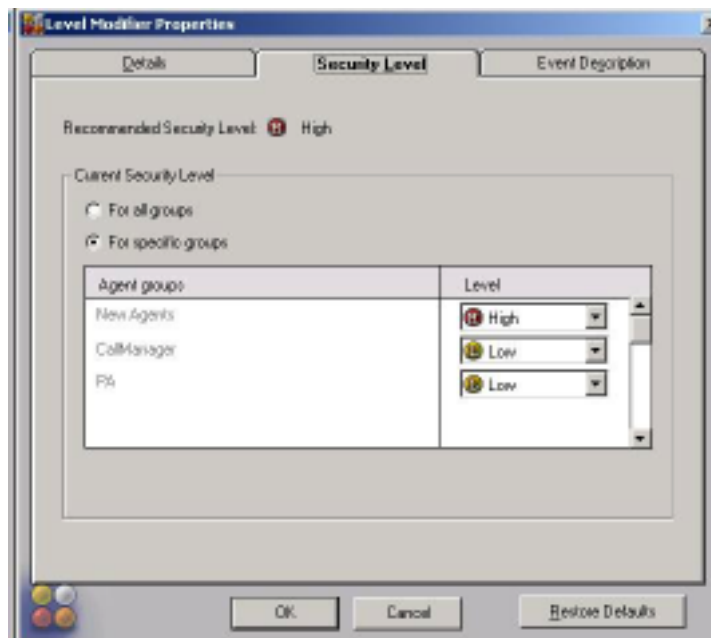 Level Modifier Properties
Details Security Level Event Description
Recommended Security Level: High
Current Security Level
For all groups
For specific groups
Agent groups Level
New Agents High
CallManager Low
PA Low
OK Cancel Restore Defaults